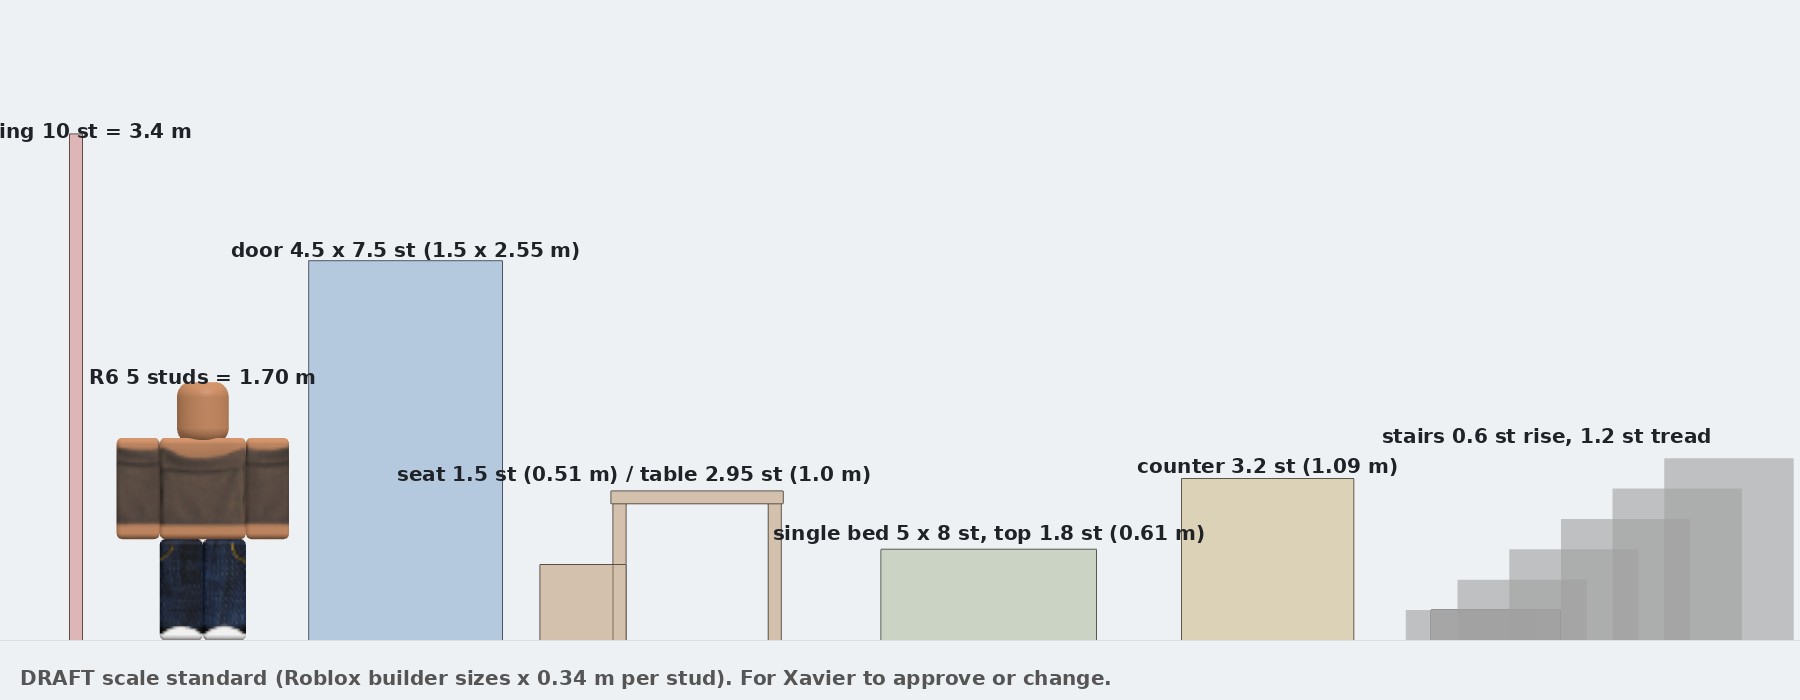 ing 10 st = 3.4 m
door 4.5 x 7.5 st (1.5 x 2.55 m)
R6 5 studs = 1.70 m
stairs 0.6 st rise, 1.2 st tread
counter 3.2 st (1.09 m)
seat 1.5 st (0.51 m) / table 2.95 st (1.0 m)
single bed 5 x 8 st, top 1.8 st (0.61 m)
DRAFT scale standard (Roblox builder sizes x 0.34 m per stud). For Xavier to approve or change.